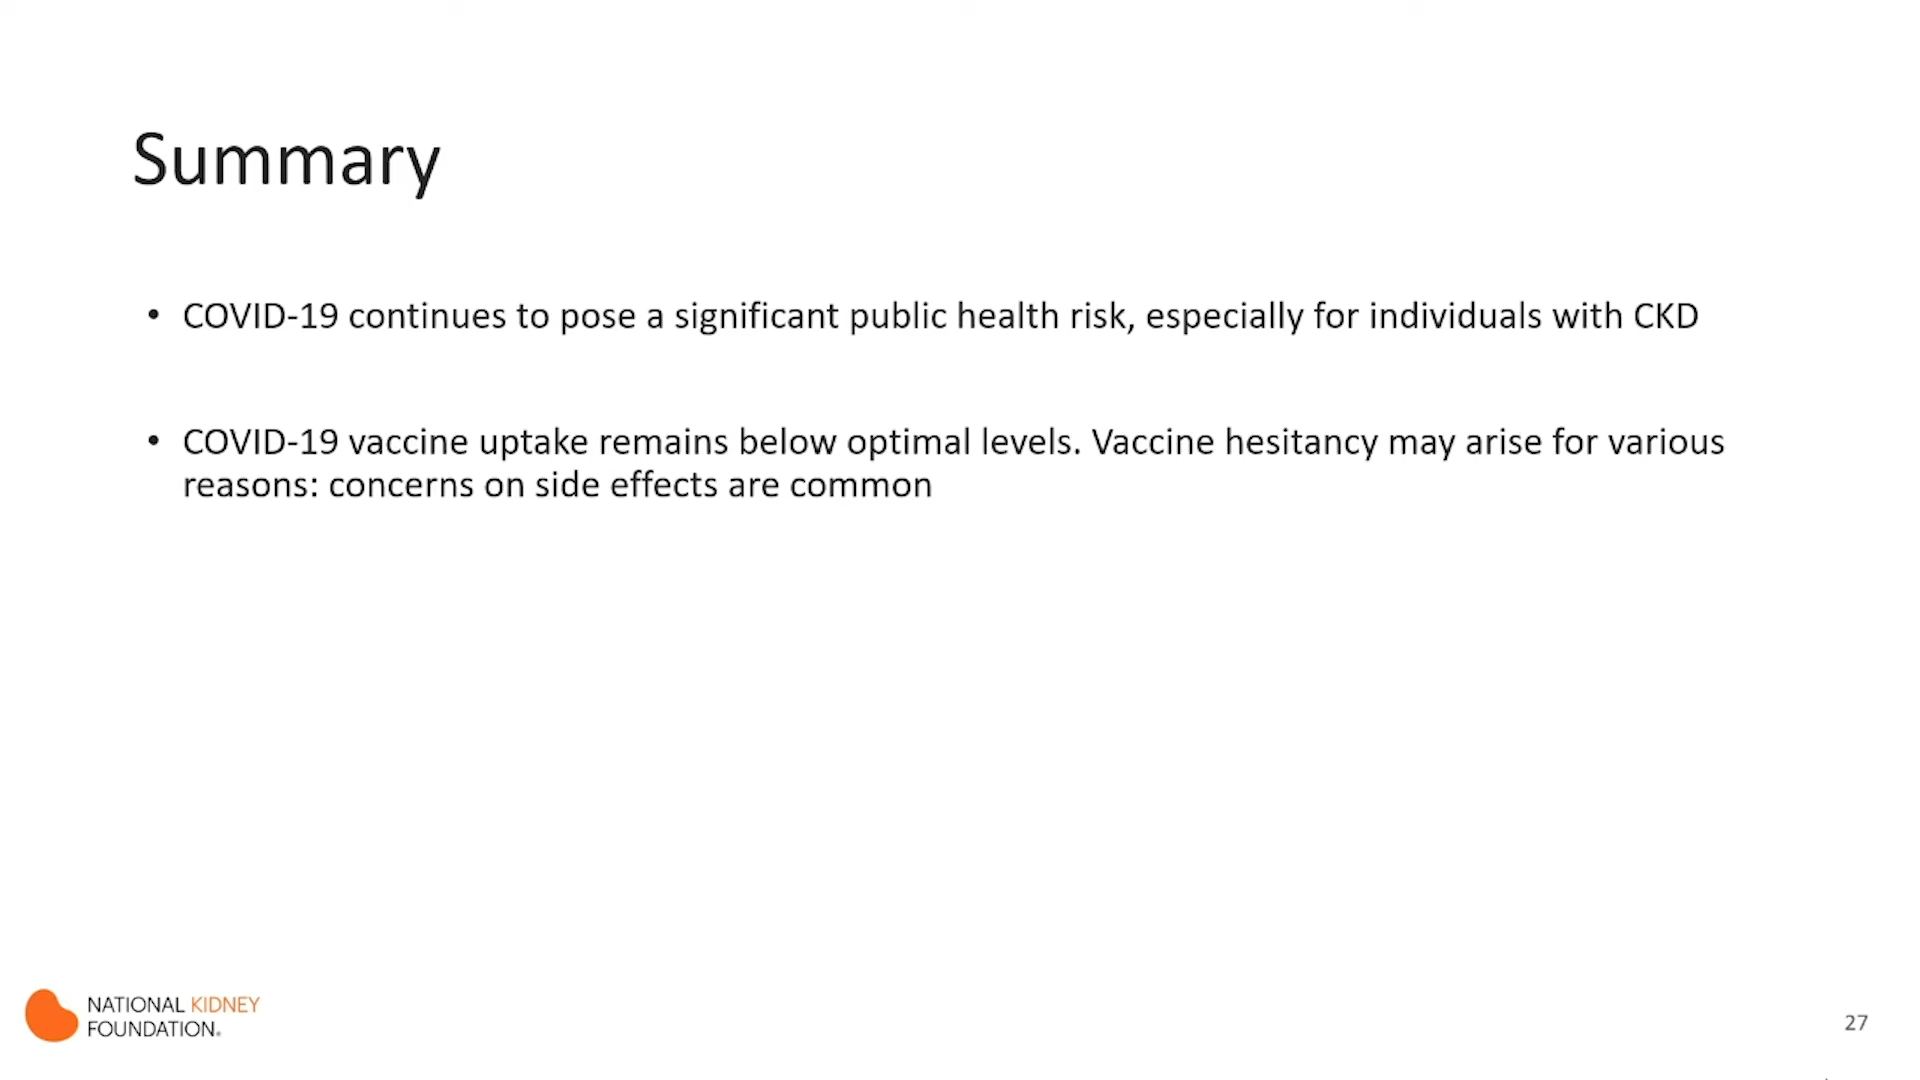 Summary
• COVID-19 continues to pose a significant public health risk, especially for individuals with CKD
• COVID-19 vaccine uptake remains below optimal levels. Vaccine hesitancy may arise for various
reasons: concerns on side effects are common
NATIONAL KIDNEY
FOUNDATION®
27